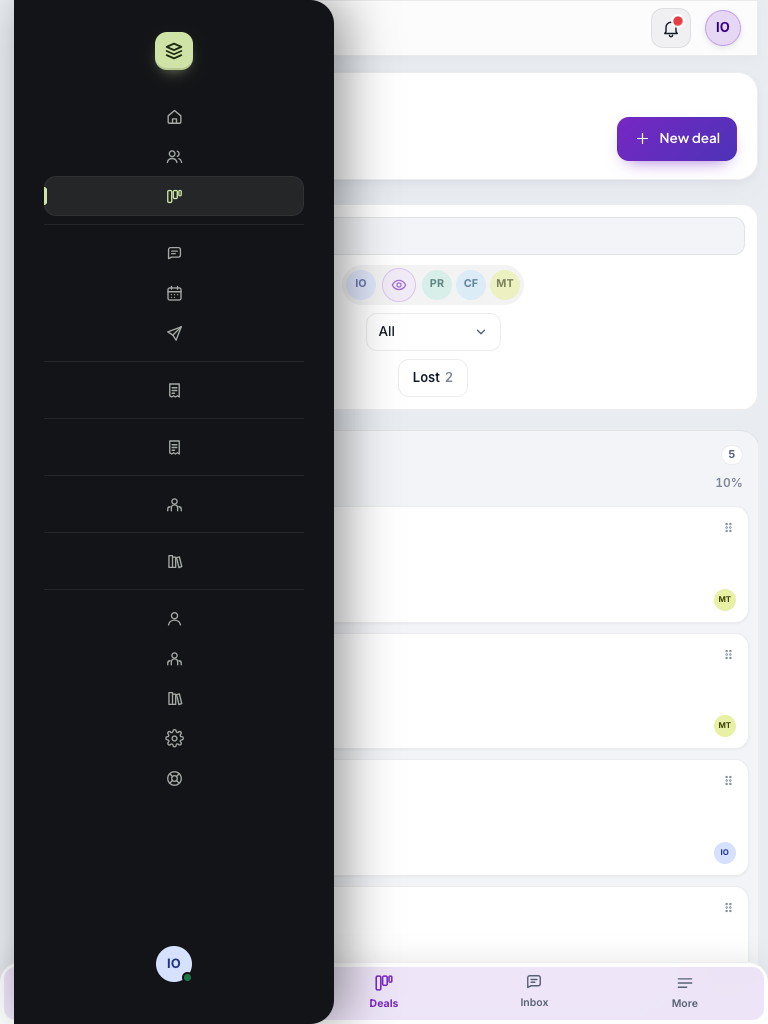 IO
New deal
IO
PR
CF
MT
All
Lost 2
5
10%
MT
MT
IO
IO
Deals
Inbox
More